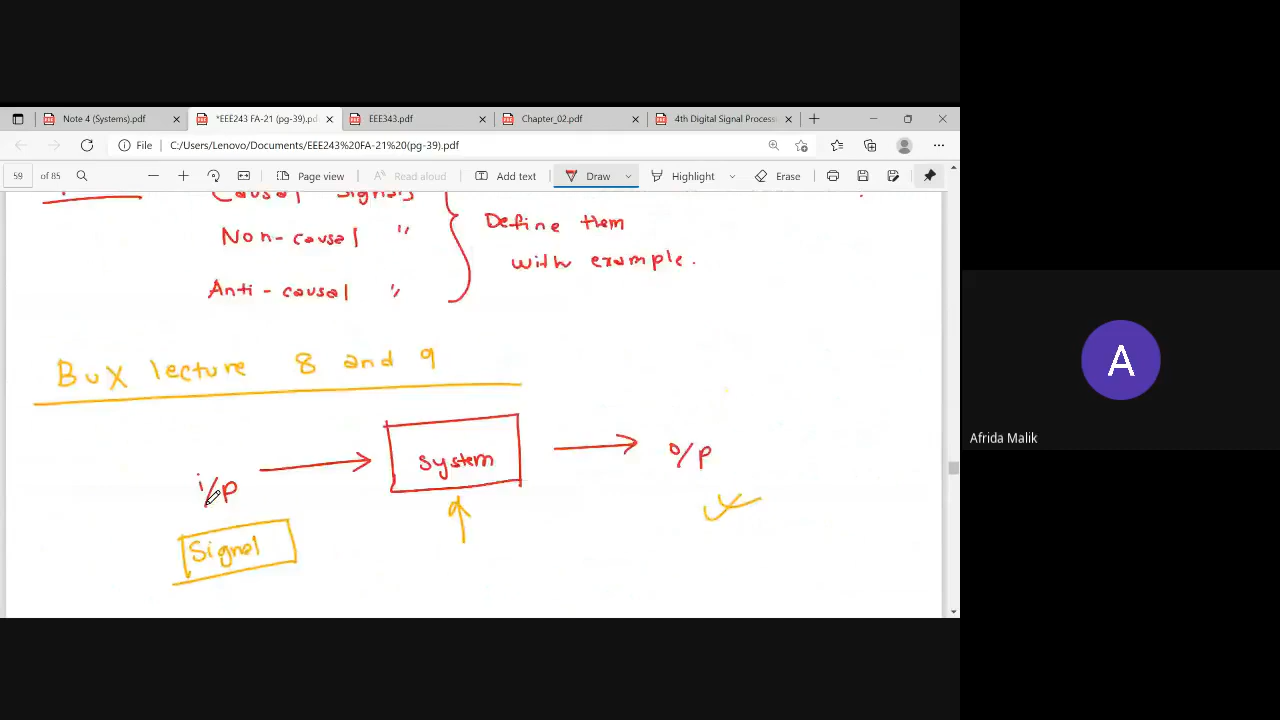 Note 4 (Systems).pdf
*EEE243 FA-21 (pg-39).pd
EEE343.pdf
Chapter_02.pdf
4th Digital Signal Process
File C:/Users/Lenovo/Documents/EEE243%20FA-21%20(pg-39).pdf
59 of 85 Page view Read aloud Add text Draw Highlight Erase
Causal signals
Non-causal "
Anti-causal "
Define them
with example.
BuX lecture 8 and 9
i/p
system
o/p
Signal
A
Afrida Malik